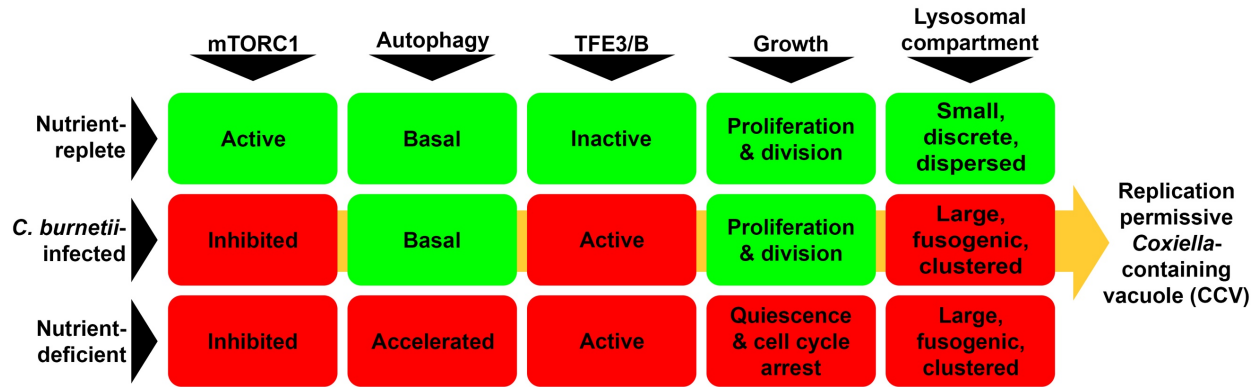 mTORC1
Autophagy
TFE3/B
Growth
Lysosomal
compartment
Nutrient-
replete
Active
Basal
Inactive
Proliferation
& division
Small,
discrete,
dispersed
C. burnetii-
infected
Inhibited
Basal
Active
Proliferation
& division
Large,
fusogenic,
clustered
Replication
permissive
Coxiella-
containing
vacuole (CCV)
Nutrient-
deficient
Inhibited
Accelerated
Active
Quiescence
& cell cycle
arrest
Large,
fusogenic,
clustered